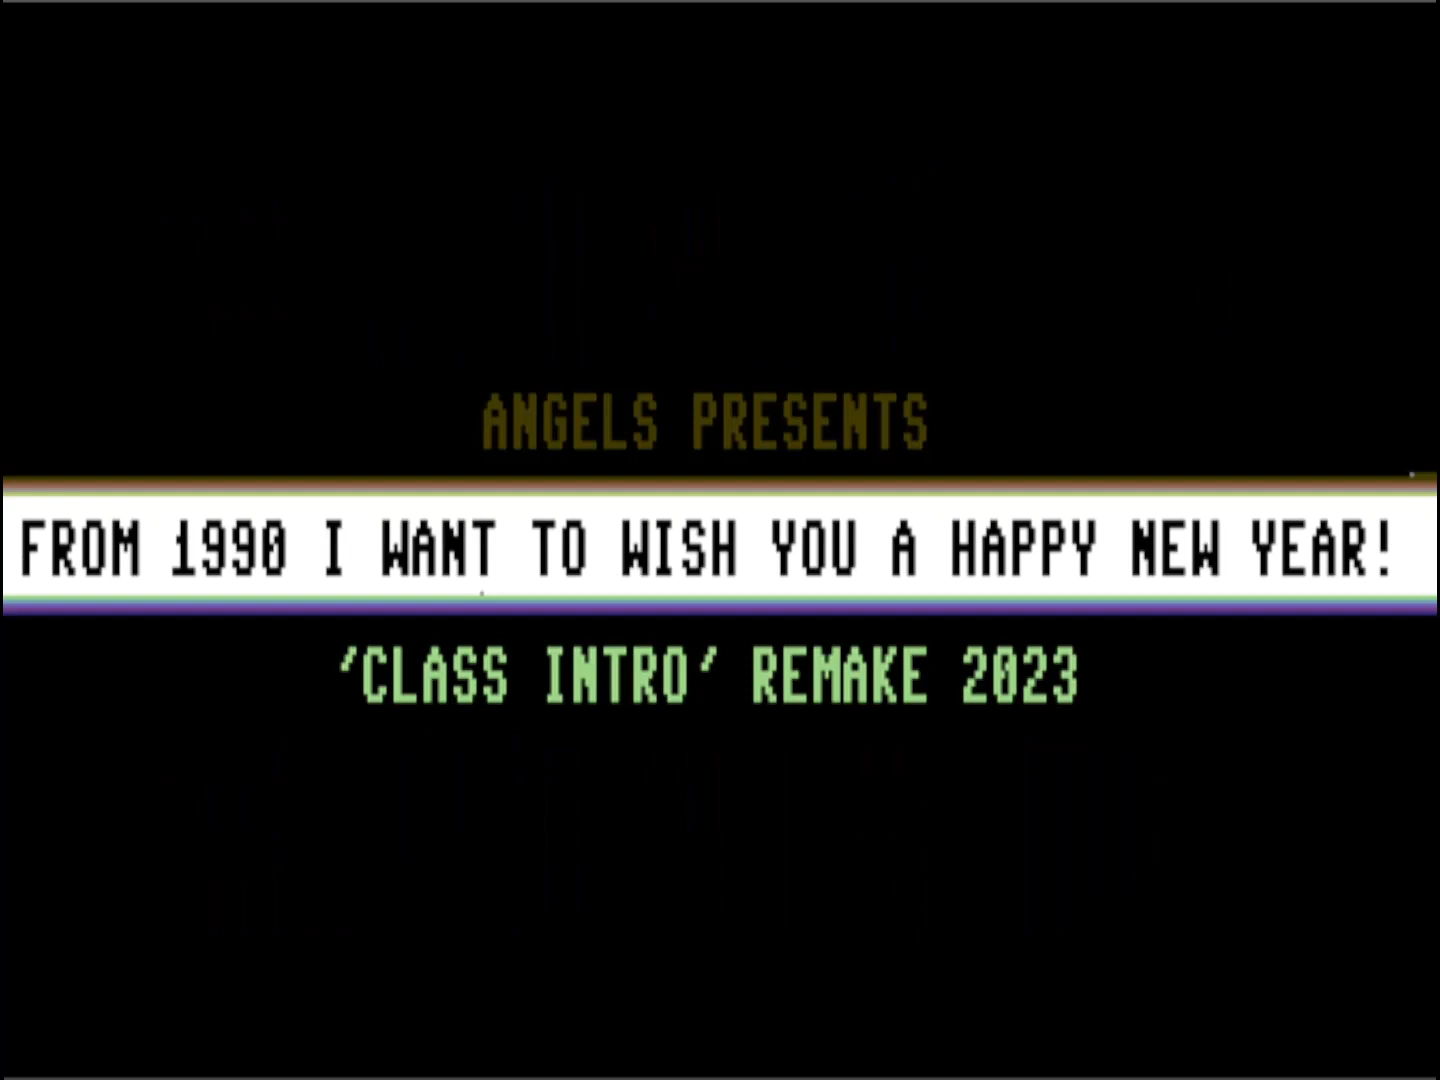 ANGELS PRESENTS
FROM 1990 I WANT TO WISH YOU A HAPPY NEW YEAR!
'CLASS INTRO' REMAKE 2023